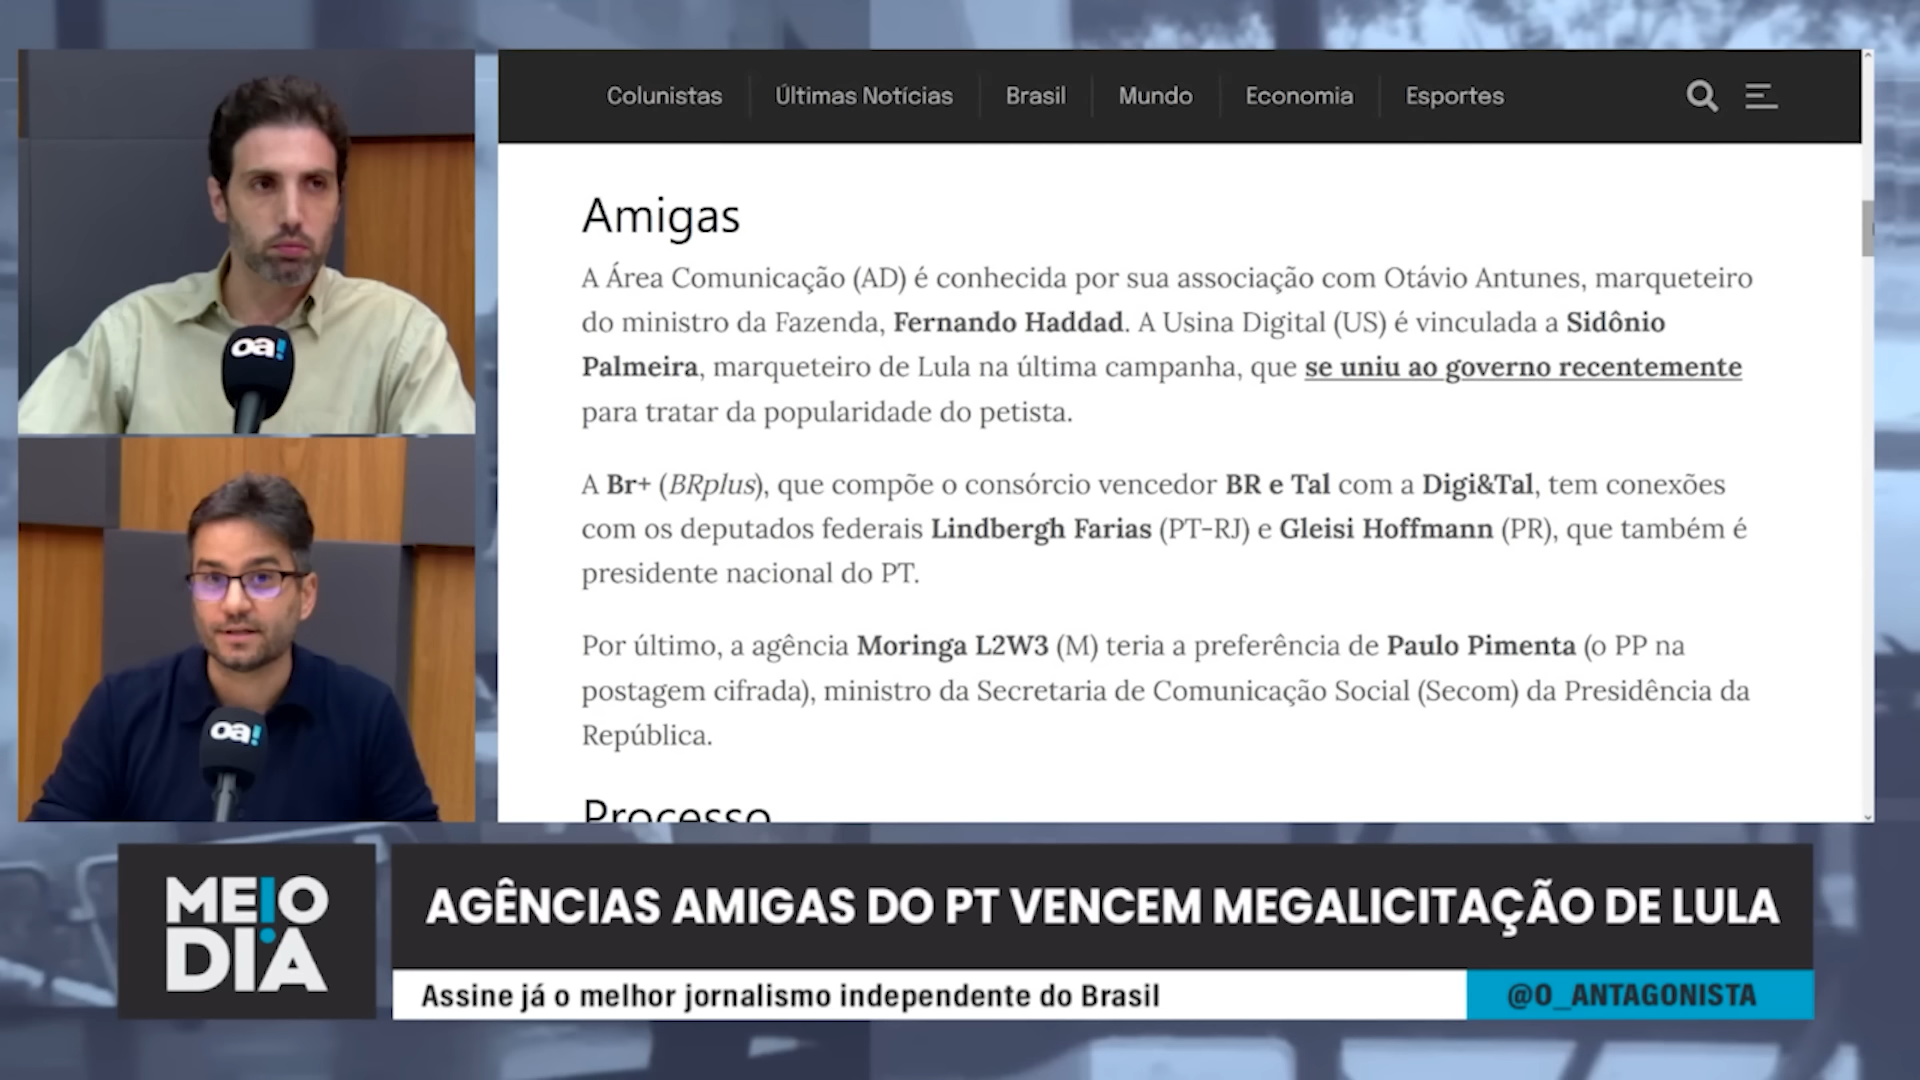 Colunistas Últimas Notícias Brasil Mundo Economia Esportes
Amigas
A Área Comunicação (AD) é conhecida por sua associação com Otávio Antunes, marqueteiro
do ministro da Fazenda, Fernando Haddad. A Usina Digital (US) é vinculada a Sidônio
Palmeira, marqueteiro de Lula na última campanha, que se uniu ao governo recentemente
para tratar da popularidade do petista.
A Br+ (BRplus), que compõe o consórcio vencedor BR e Tal com a Digi&Tal, tem conexões
com os deputados federais Lindbergh Farias (PT-RJ) e Gleisi Hoffmann (PR), que também é
presidente nacional do PT.
Por último, a agência Moringa L2W3 (M) teria a preferência de Paulo Pimenta (o PP na
postagem cifrada), ministro da Secretaria de Comunicação Social (Secom) da Presidência da
República.
Processo
oa!
oa!
MEIO
DIA
AGÊNCIAS AMIGAS DO PT VENCEM MEGALICITAÇÃO DE LULA
Assine já o melhor jornalismo independente do Brasil
@O_ANTAGONISTA